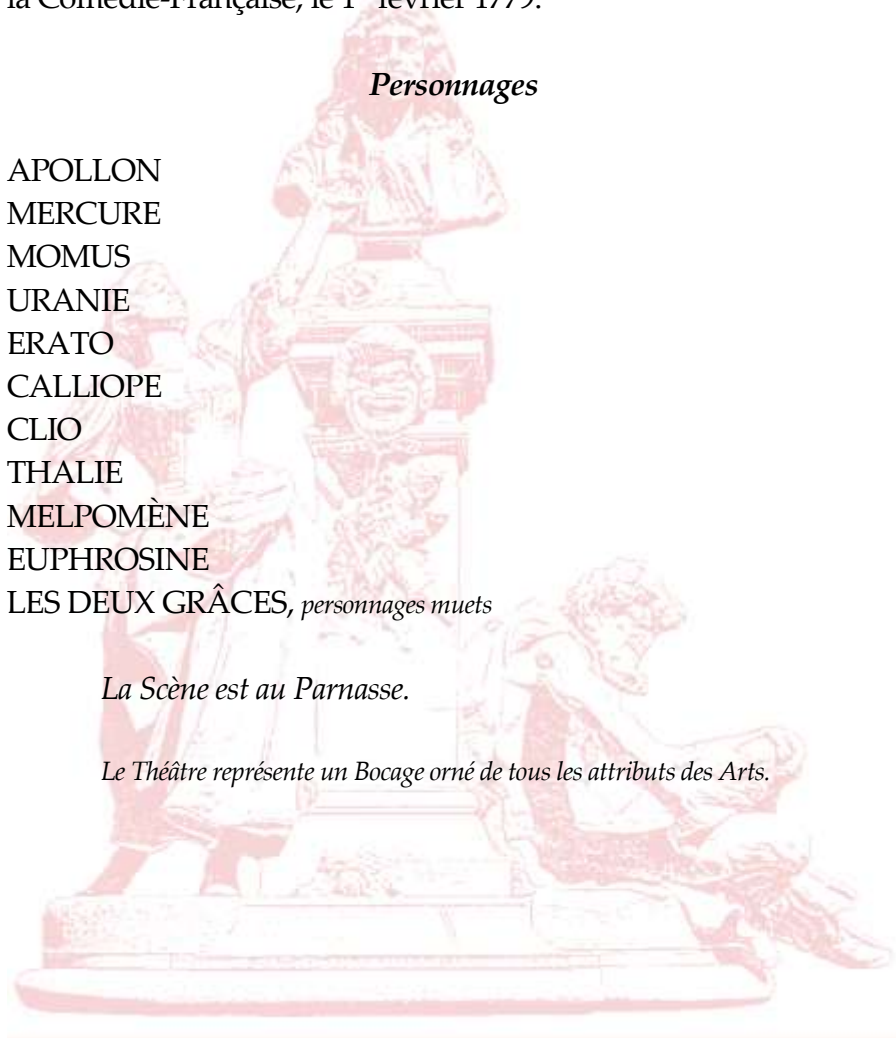 la Comédie-Française, le 1er février 1779.
Personnages
APOLLON
MERCURE
MOMUS
URANIE
ERATO
CALLIOPE
CLIO
THALIE
MELPOMÈNE
EUPHROSINE
LES DEUX GRÂCES, personnages muets
La Scène est au Parnasse.
Le Théâtre représente un Bocage orné de tous les attributs des Arts.